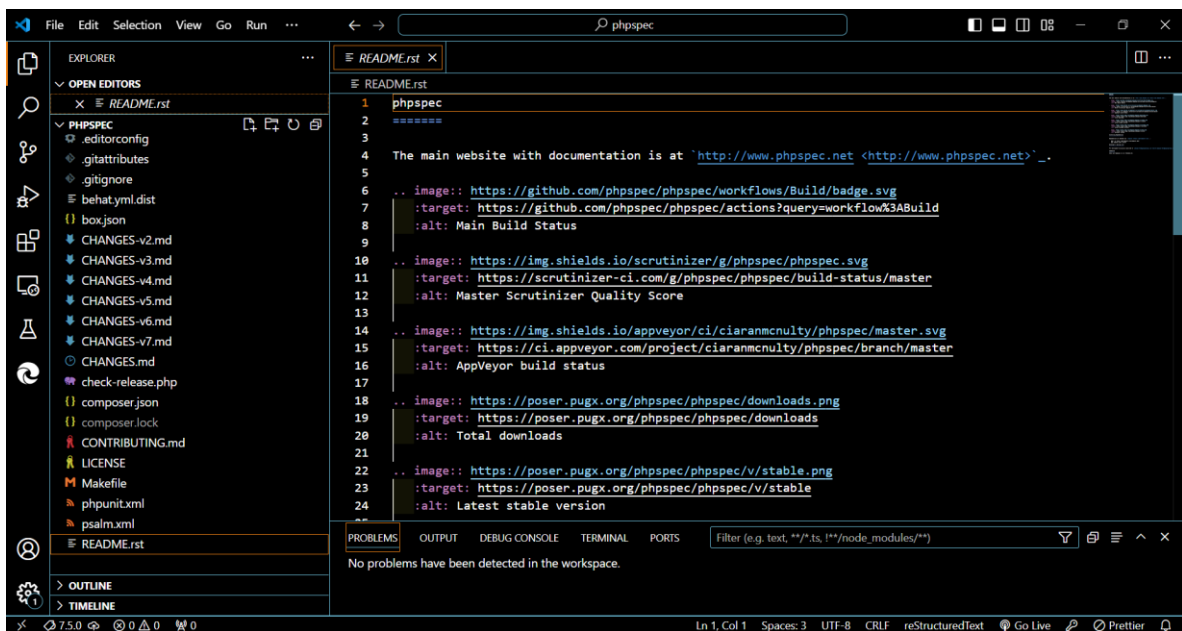 File Edit Selection View Go Run ... phpspec
EXPLORER ...
OPEN EDITORS
README.rst
PHPSPEC
.editorconfig
.gitattributes
.gitignore
behat.yml.dist
box.json
CHANGES-v2.md
CHANGES-v3.md
CHANGES-v4.md
CHANGES-v5.md
CHANGES-v6.md
CHANGES-v7.md
CHANGES.md
check-release.php
composer.json
composer.lock
CONTRIBUTING.md
LICENSE
Makefile
phpunit.xml
psalm.xml
README.rst
OUTLINE
TIMELINE
README.rst
README.rst
1 phpspec
2 =======
3
4 The main website with documentation is at `http://www.phpspec.net <http://www.phpspec.net>`_.
5
6 .. image:: https://github.com/phpspec/phpspec/workflows/Build/badge.svg
7 :target: https://github.com/phpspec/phpspec/actions?query=workflow%3ABuild
8 :alt: Main Build Status
9
10 .. image:: https://img.shields.io/scrutinizer/g/phpspec/phpspec.svg
11 :target: https://scrutinizer-ci.com/g/phpspec/phpspec/build-status/master
12 :alt: Master Scrutinizer Quality Score
13
14 .. image:: https://img.shields.io/appveyor/ci/ciaranmcnulty/phpspec/master.svg
15 :target: https://ci.appveyor.com/project/ciaranmcnulty/phpspec/branch/master
16 :alt: AppVeyor build status
17
18 .. image:: https://poser.pugx.org/phpspec/phpspec/downloads.png
19 :target: https://poser.pugx.org/phpspec/phpspec/downloads
20 :alt: Total downloads
21
22 .. image:: https://poser.pugx.org/phpspec/phpspec/v/stable.png
23 :target: https://poser.pugx.org/phpspec/phpspec/v/stable
24 :alt: Latest stable version
PROBLEMS OUTPUT DEBUG CONSOLE TERMINAL PORTS Filter (e.g. text, **/*.ts, !**/node_modules/**)
No problems have been detected in the workspace.
1
7.5.0 0 0 0 Ln 1, Col 1 Spaces: 3 UTF-8 CRLF reStructuredText Go Live Prettier